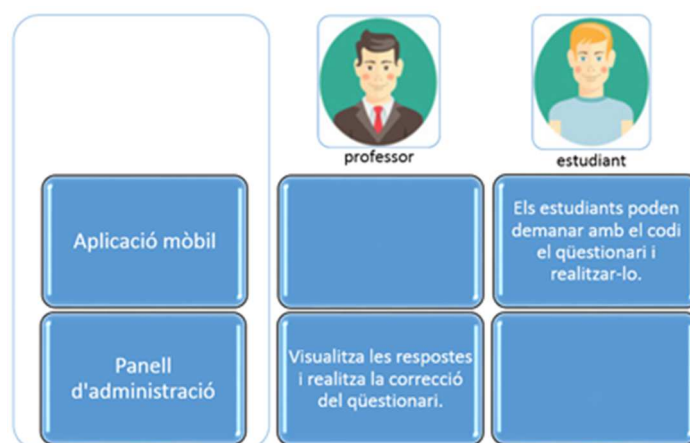 professor
estudiant
Aplicació mòbil
Els estudiants poden
demanar amb el codi
el qüestionari i
realitzar-lo.
Panell
d'administració
Visualitza les respostes
i realitza la correcció
del qüestionari.